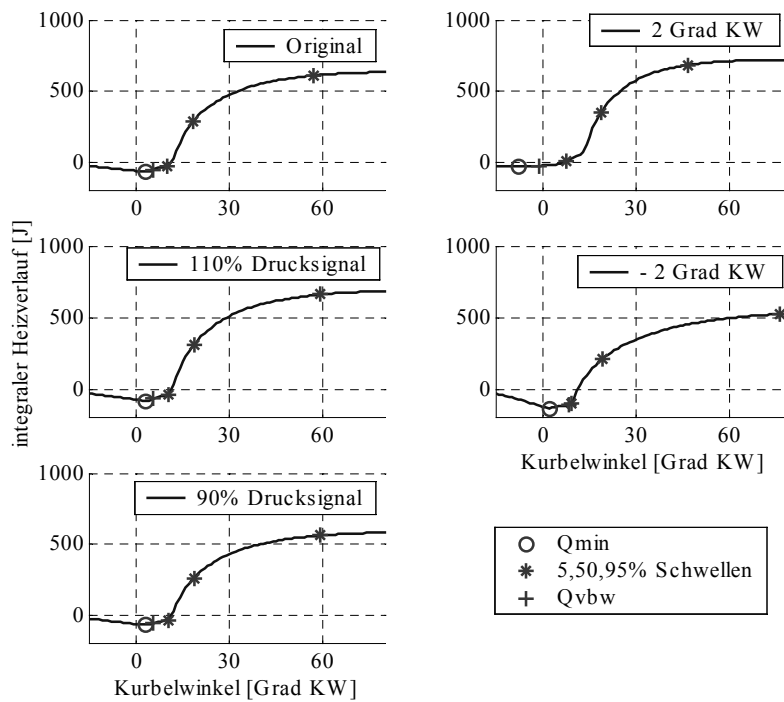 integraler Heizverlauf [J]
1000
500
0
0
30
60
Original
1000
500
0
0
30
60
2 Grad KW
1000
500
0
0
30
60
110% Drucksignal
1000
500
0
0
30
60
Kurbelwinkel [Grad KW]
- 2 Grad KW
1000
500
0
0
30
60
Kurbelwinkel [Grad KW]
90% Drucksignal
Qmin
5,50,95% Schwellen
Qvbw